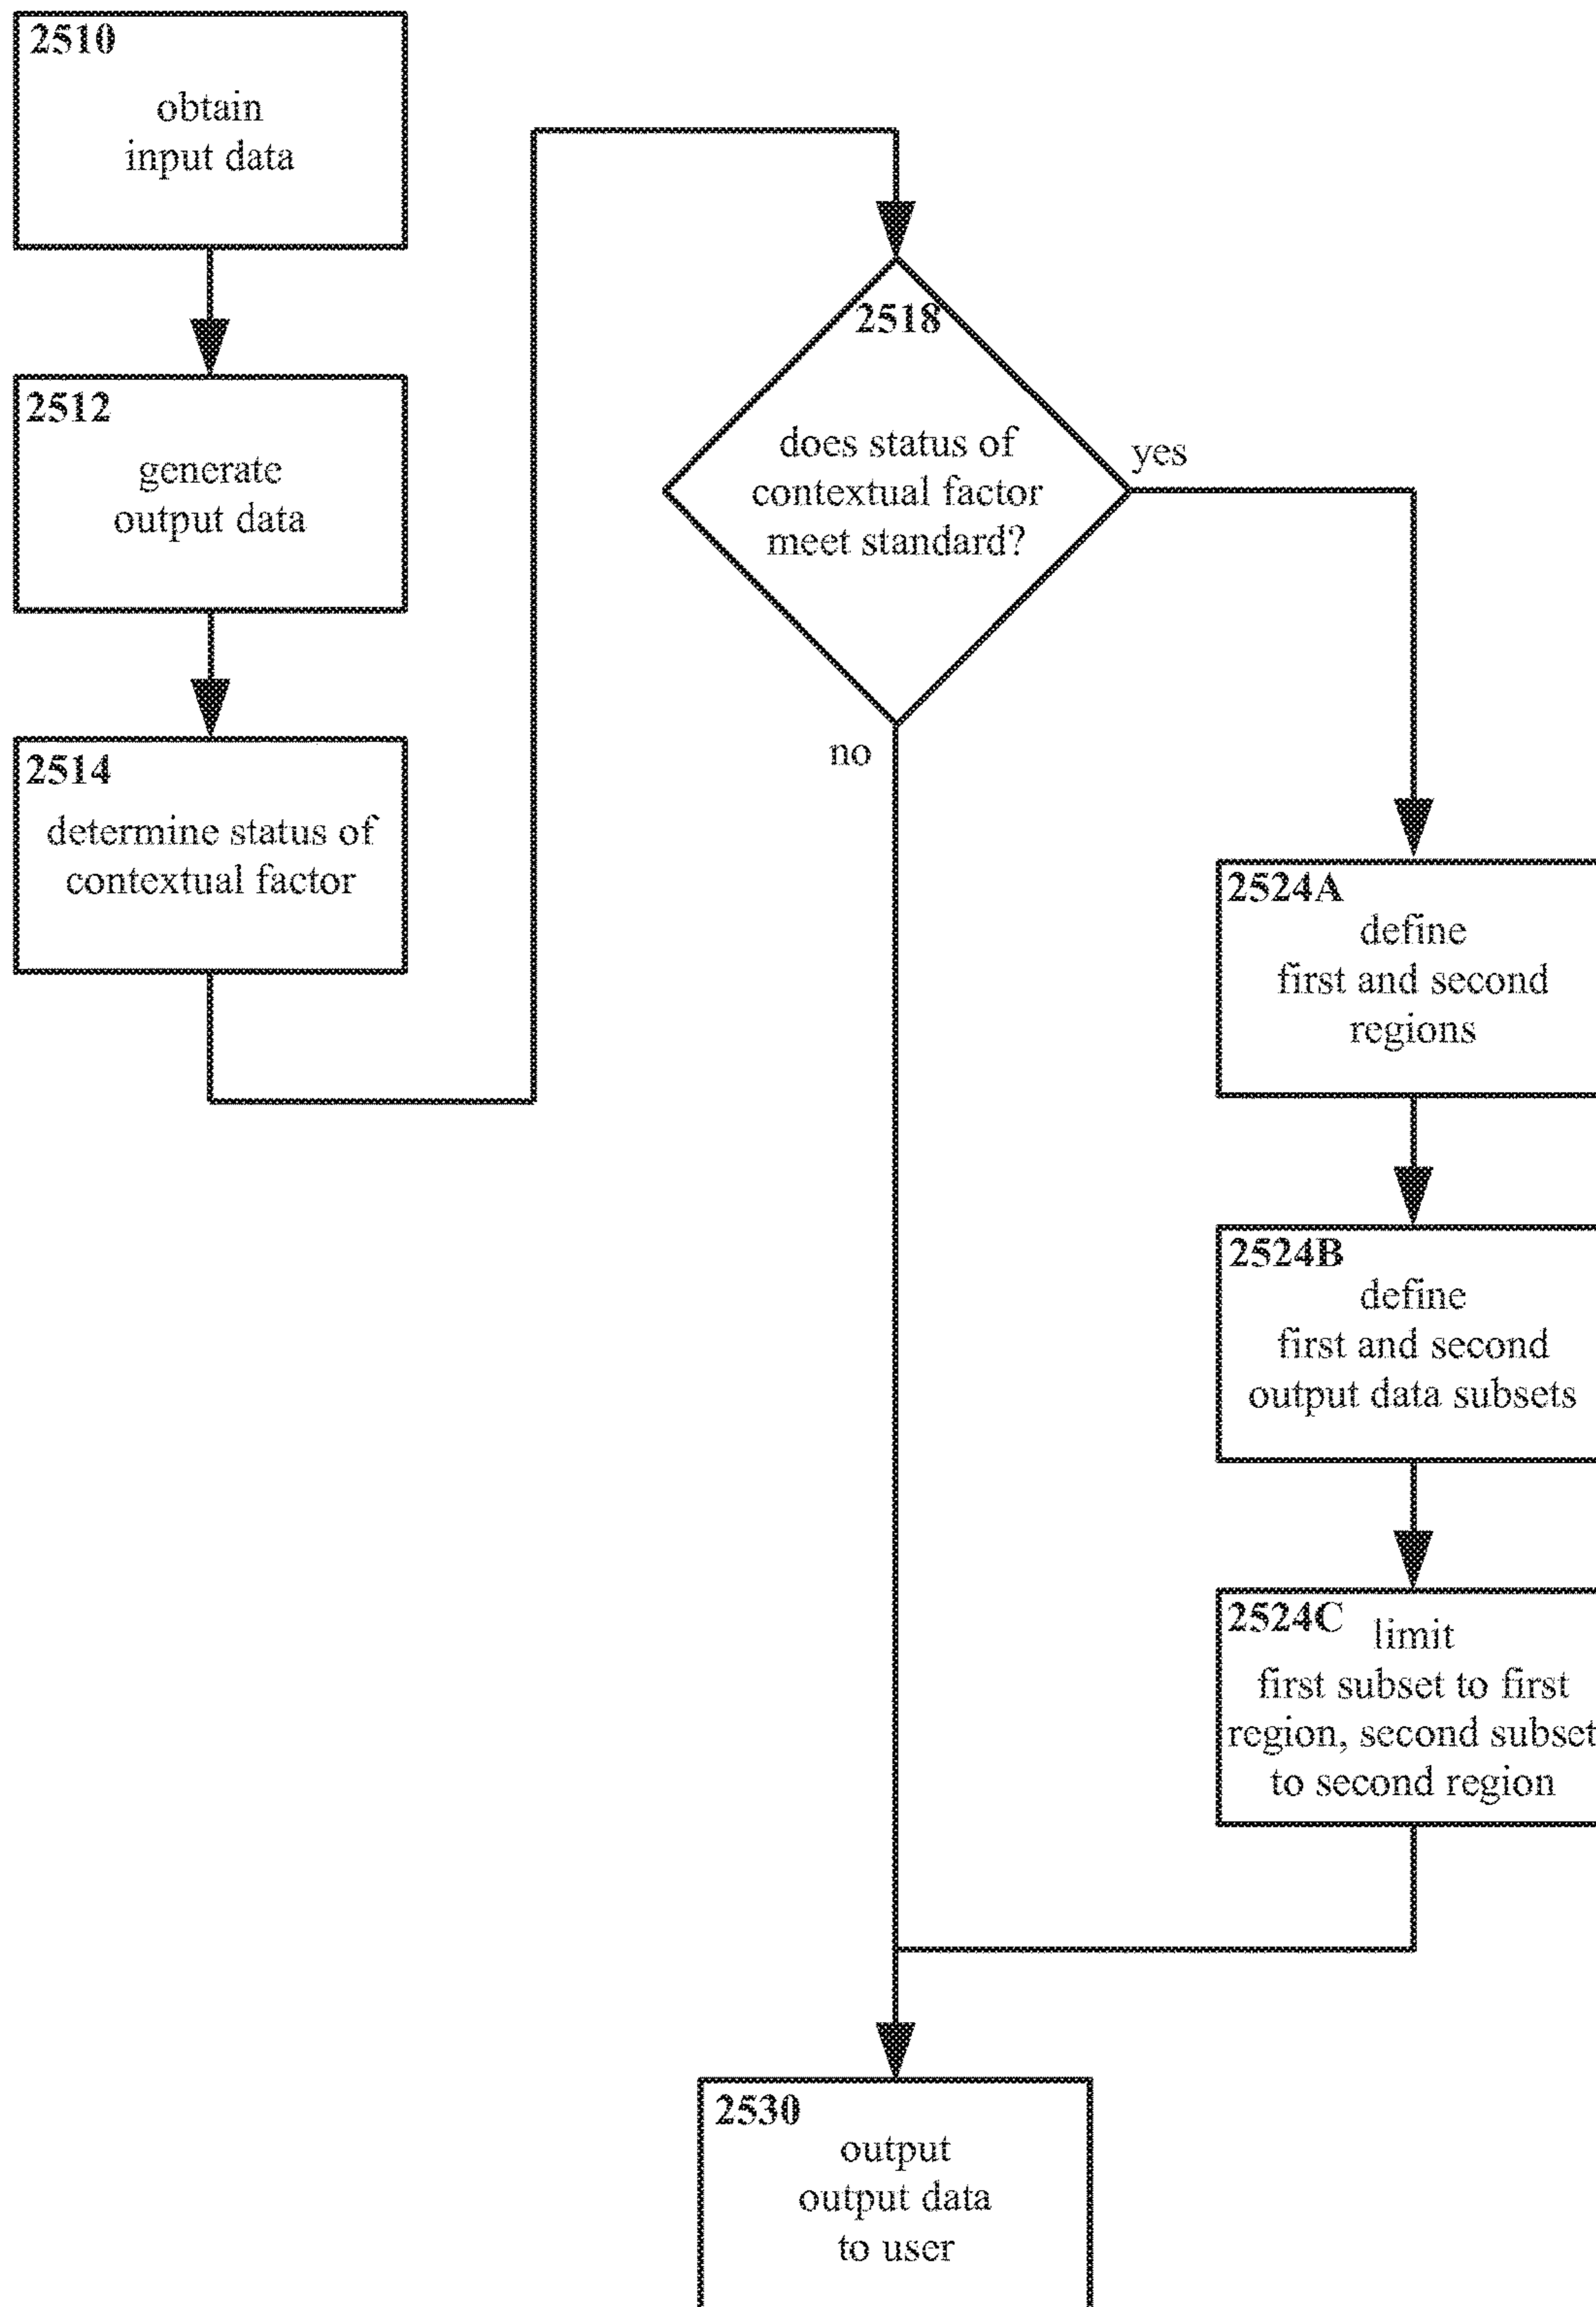 2510
obtain
input data
2512
generate
output data
2514
determine status of
contextual factor
2518
does status of
contextual factor
meet standard?
yes
no
2524A
define
first and second
regions
2524B
define
first and second
output data subsets
2524C
limit
first subset to first
region, second subset
to second region
2530
output
output data
to user